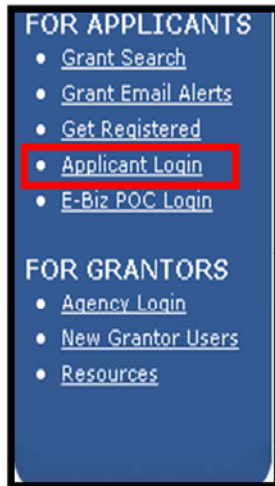 FOR APPLICANTS
Grant Search
Grant Email Alerts
Get Registered
Applicant Login
E-Biz POC Login
FOR GRANTORS
Agency Login
New Grantor Users
Resources